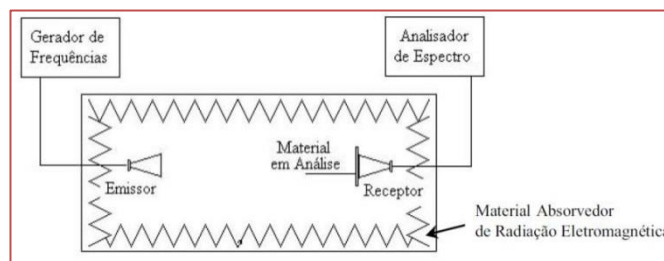 Gerador de
Frequências
Analisador
de Espectro
Material
em Análise
Emissor
Receptor
Material Absorvedor
de Radiação Eletromagnética